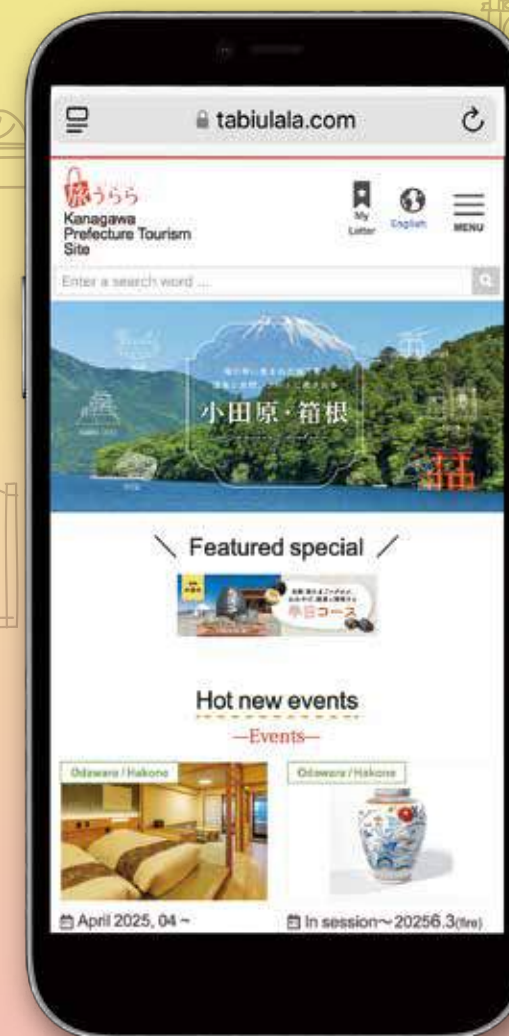 tabiulala.com
旅うらら
Kanagawa
Prefecture Tourism
Site
My
Letter
English
MENU
Enter a search word ...
小田原・箱根
Featured special
半日コース
Hot new events
—Events—
Odawara / Hakone
Odawara / Hakone
April 2025, 04 ~
In session～20256.3(fire)